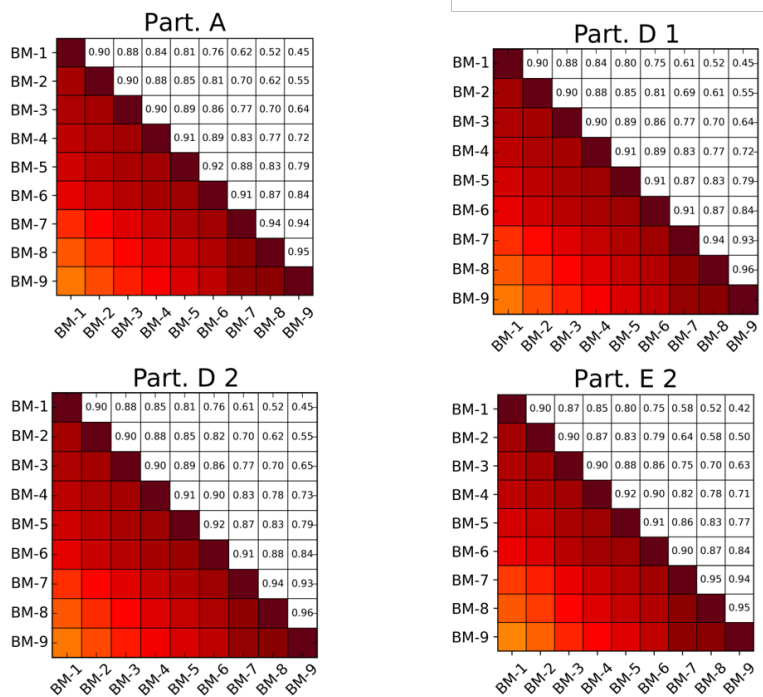 Part. A
BM-1 0.90 0.88 0.84 0.81 0.76 0.62 0.52 0.45
BM-2 0.90 0.88 0.85 0.81 0.70 0.62 0.55
BM-3 0.90 0.89 0.86 0.77 0.70 0.64
BM-4 0.91 0.89 0.83 0.77 0.72
BM-5 0.92 0.88 0.83 0.79
BM-6 0.91 0.87 0.84
BM-7 0.94 0.94
BM-8 0.95
BM-9
BM-1 BM-2 BM-3 BM-4 BM-5 BM-6 BM-7 BM-8 BM-9
Part. D 1
BM-1 0.90 0.88 0.84 0.80 0.75 0.61 0.52 0.45
BM-2 0.90 0.88 0.85 0.81 0.69 0.61 0.55
BM-3 0.90 0.89 0.86 0.77 0.70 0.64
BM-4 0.91 0.89 0.83 0.77 0.72
BM-5 0.91 0.87 0.83 0.79
BM-6 0.91 0.87 0.84
BM-7 0.94 0.93
BM-8 0.96
BM-9
BM-1 BM-2 BM-3 BM-4 BM-5 BM-6 BM-7 BM-8 BM-9
Part. D 2
BM-1 0.90 0.88 0.85 0.81 0.76 0.61 0.52 0.45
BM-2 0.90 0.88 0.85 0.82 0.70 0.62 0.55
BM-3 0.90 0.89 0.86 0.77 0.70 0.65
BM-4 0.91 0.90 0.83 0.78 0.73
BM-5 0.92 0.87 0.83 0.79
BM-6 0.91 0.88 0.84
BM-7 0.94 0.93
BM-8 0.96
BM-9
BM-1 BM-2 BM-3 BM-4 BM-5 BM-6 BM-7 BM-8 BM-9
Part. E 2
BM-1 0.90 0.87 0.85 0.80 0.75 0.58 0.52 0.42
BM-2 0.90 0.87 0.83 0.79 0.64 0.58 0.50
BM-3 0.90 0.88 0.86 0.75 0.70 0.63
BM-4 0.92 0.90 0.82 0.78 0.71
BM-5 0.91 0.86 0.83 0.77
BM-6 0.90 0.87 0.84
BM-7 0.95 0.94
BM-8 0.95
BM-9
BM-1 BM-2 BM-3 BM-4 BM-5 BM-6 BM-7 BM-8 BM-9